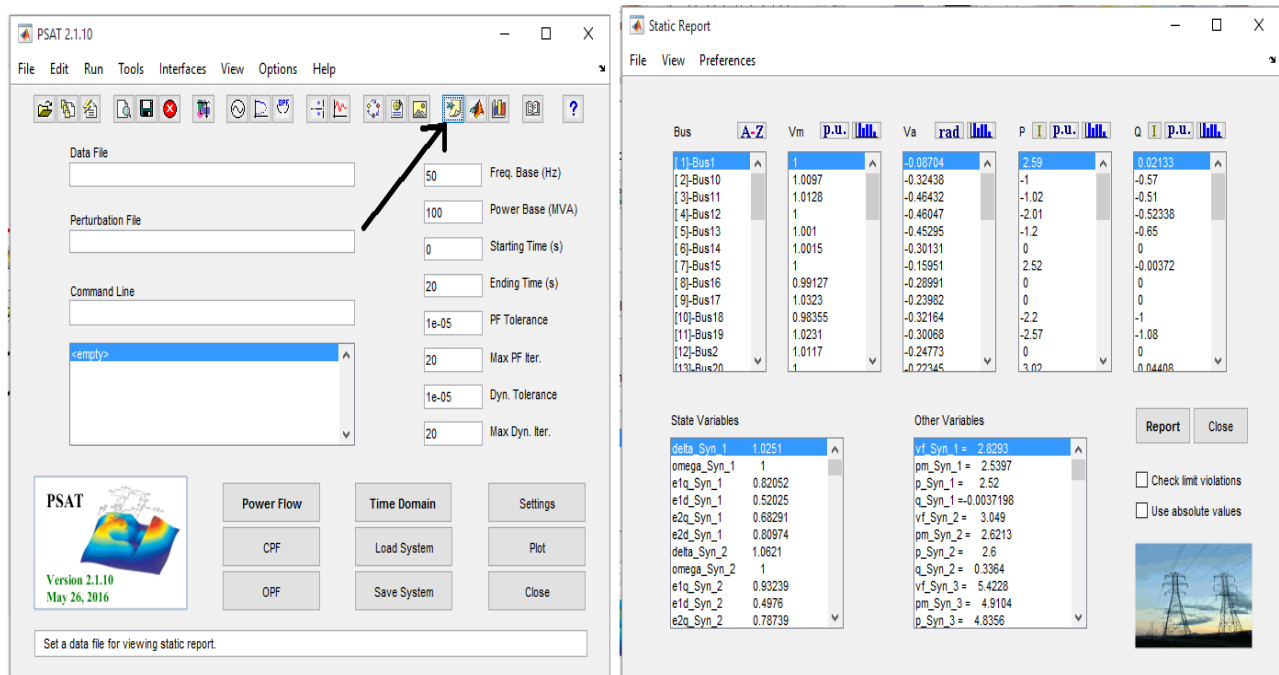 PSAT 2.1.10
File Edit Run Tools Interfaces View Options Help
OPF
?
Data File
Perturbation File
Command Line
<empty>
50 Freq. Base (Hz)
100 Power Base (MVA)
0 Starting Time (s)
20 Ending Time (s)
1e-05 PF Tolerance
20 Max PF Iter.
1e-05 Dyn. Tolerance
20 Max Dyn. Iter.
PSAT
Version 2.1.10
May 26, 2016
Power Flow Time Domain Settings
CPF Load System Plot
OPF Save System Close
Set a data file for viewing static report.
Static Report
File View Preferences
Bus A-Z Vm p.u. Va rad P I p.u. Q I p.u.
[ 1]-Bus1 1 -0.08704 2.59 0.02133
[ 2]-Bus10 1.0097 -0.32438 -1 -0.57
[ 3]-Bus11 1.0128 -0.46432 -1.02 -0.51
[ 4]-Bus12 1 -0.46047 -2.01 -0.52338
[ 5]-Bus13 1.001 -0.45295 -1.2 -0.65
[ 6]-Bus14 1.0015 -0.30131 0 0
[ 7]-Bus15 1 -0.15951 2.52 -0.00372
[ 8]-Bus16 0.99127 -0.28991 0 0
[ 9]-Bus17 1.0323 -0.23982 0 0
[10]-Bus18 0.98355 -0.32164 -2.2 -1
[11]-Bus19 1.0231 -0.30068 -2.57 -1.08
[12]-Bus2 1.0117 -0.24773 0 0
[13]-Bus20 1 -0.22345 3.02 0.04408
State Variables
delta_Syn_1 1.0251
omega_Syn_1 1
e1q_Syn_1 0.82052
e1d_Syn_1 0.52025
e2q_Syn_1 0.68291
e2d_Syn_1 0.80974
delta_Syn_2 1.0621
omega_Syn_2 1
e1q_Syn_2 0.93239
e1d_Syn_2 0.4976
e2q_Syn_2 0.78739
Other Variables
vf_Syn_1 = 2.8293
pm_Syn_1 = 2.5397
p_Syn_1 = 2.52
q_Syn_1 =-0.0037198
vf_Syn_2 = 3.049
pm_Syn_2 = 2.6213
p_Syn_2 = 2.6
q_Syn_2 = 0.3364
vf_Syn_3 = 5.4228
pm_Syn_3 = 4.9104
p_Syn_3 = 4.8356
Report Close
Check limit violations
Use absolute values